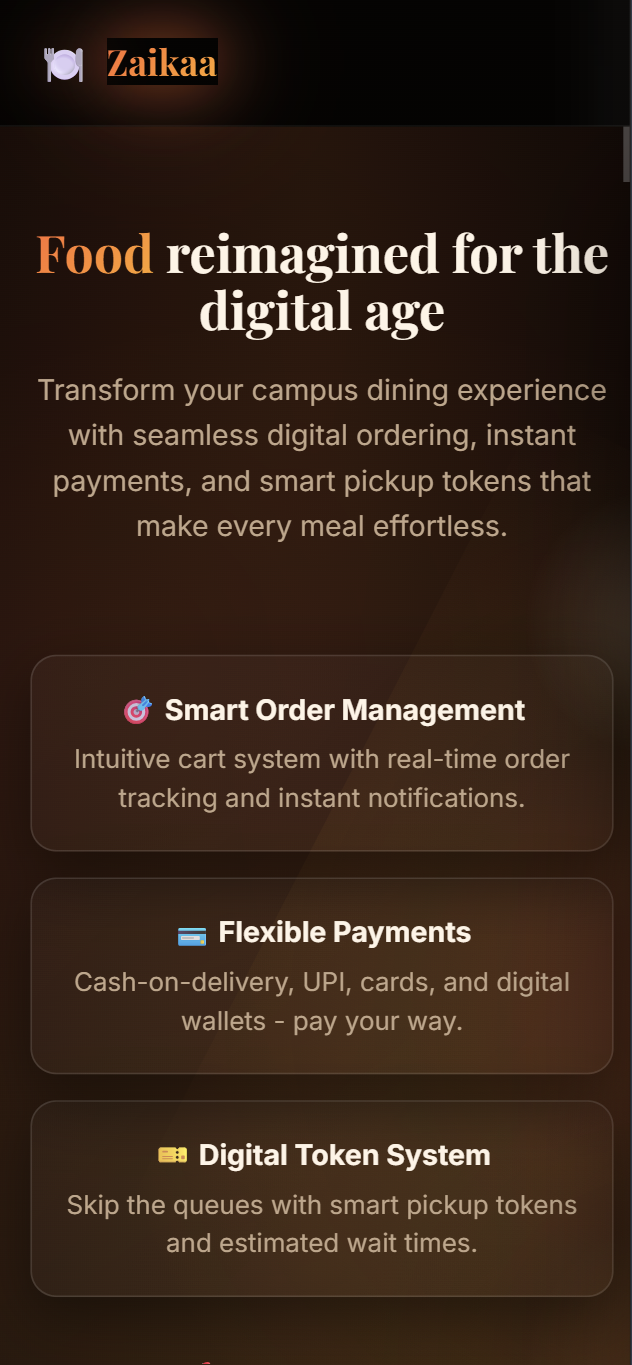 Zaikaa
Food reimagined for the
digital age
Transform your campus dining experience
with seamless digital ordering, instant
payments, and smart pickup tokens that
make every meal effortless.
Smart Order Management
Intuitive cart system with real-time order
tracking and instant notifications.
Flexible Payments
Cash-on-delivery, UPI, cards, and digital
wallets - pay your way.
Digital Token System
Skip the queues with smart pickup tokens
and estimated wait times.